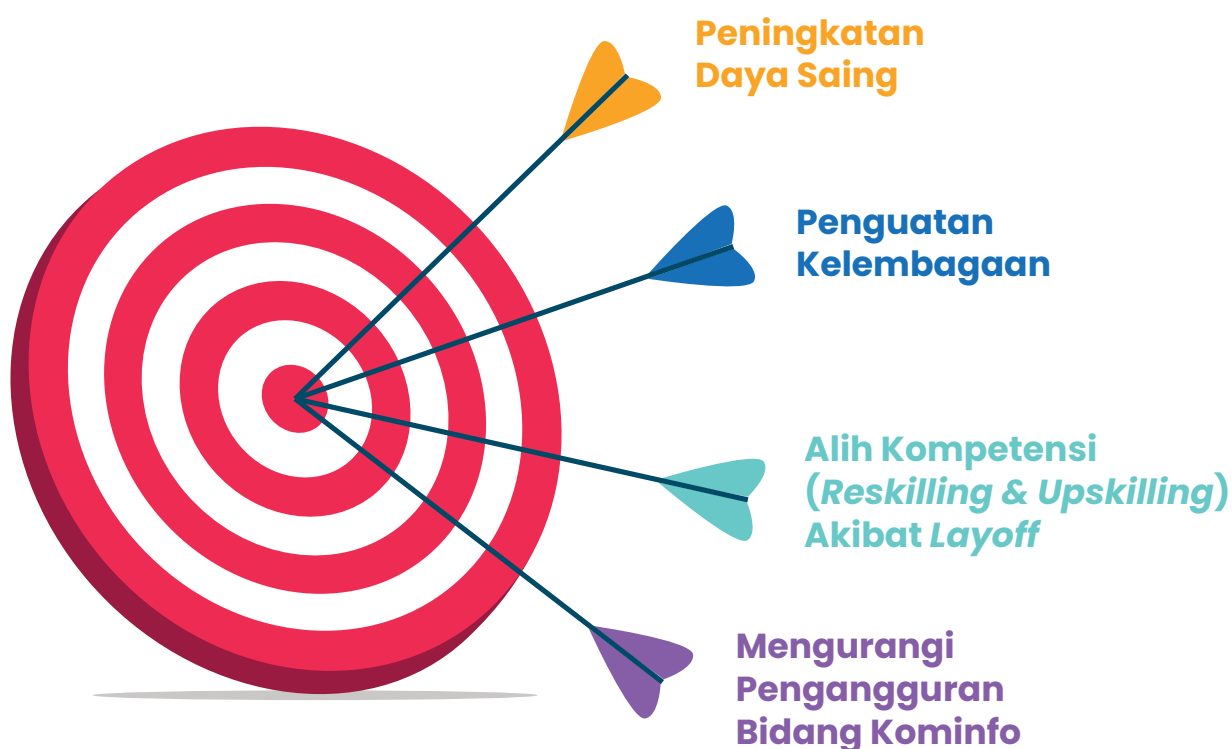 Peningkatan
Daya Saing
Penguatan
Kelembagaan
Alih Kompetensi
(Reskilling & Upskilling)
Akibat Layoff
Mengurangi
Pengangguran
Bidang Kominfo